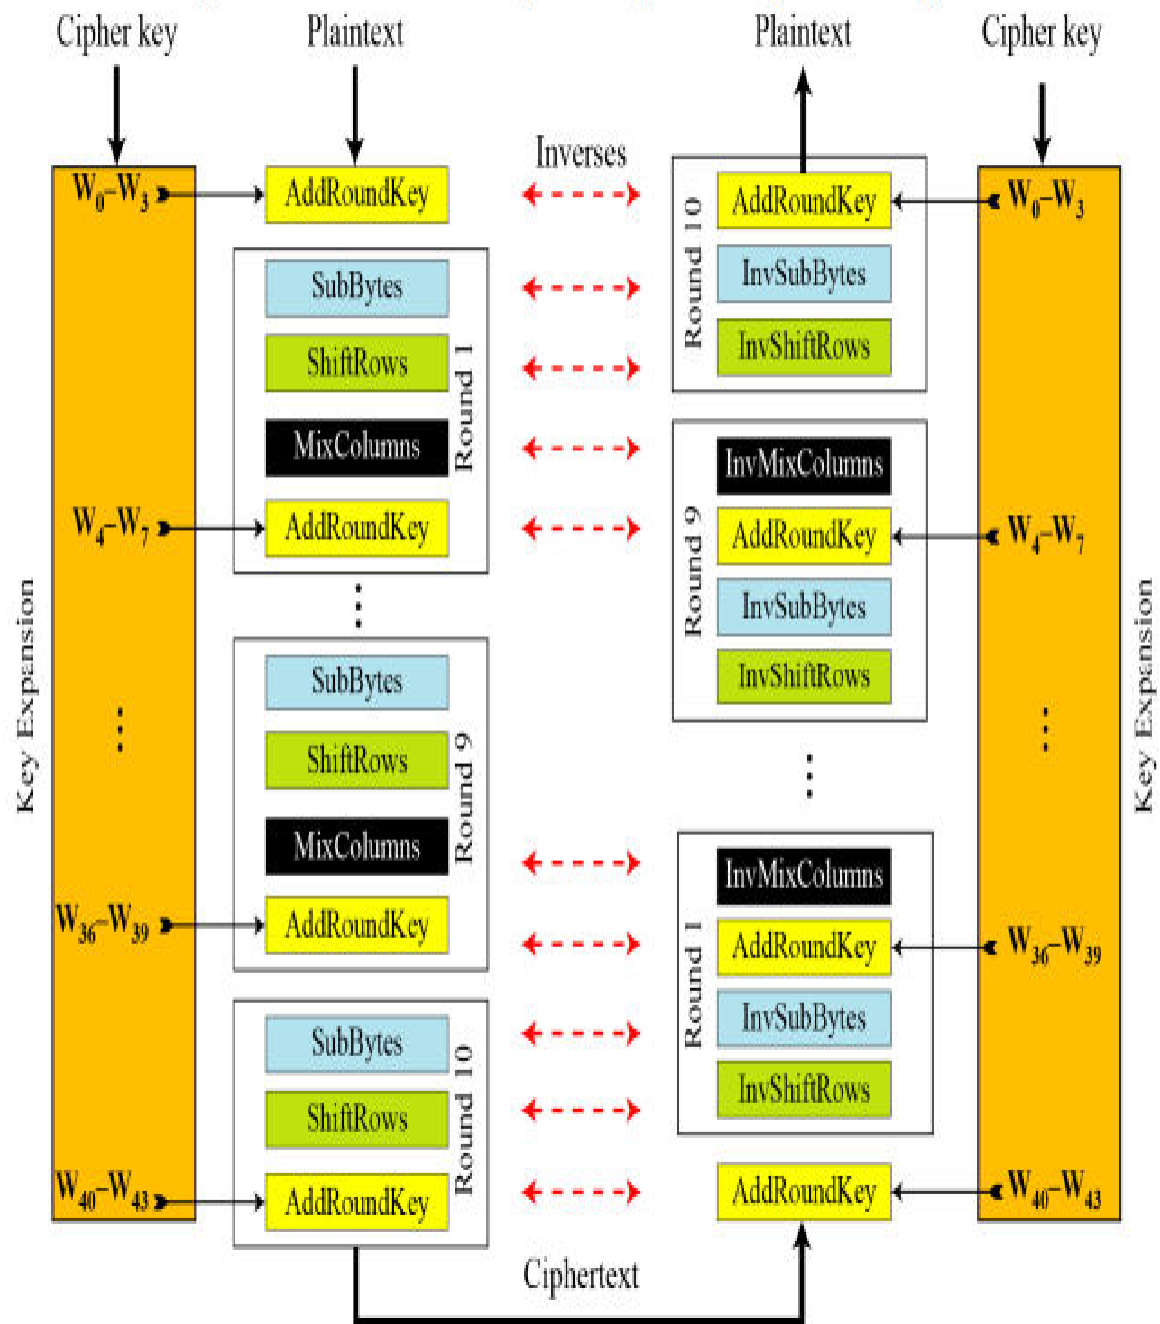 Cipher key
Plaintext
Plaintext
Cipher key
Inverses
W0–W3
AddRoundKey
AddRoundKey
W0–W3
SubBytes
ShiftRows
MixColumns
W4–W7
AddRoundKey
Round 1
InvSubBytes
InvShiftRows
Round 10
InvMixColumns
AddRoundKey
W4–W7
InvSubBytes
InvShiftRows
Round 9
Key Expansion
SubBytes
ShiftRows
MixColumns
W36–W39
AddRoundKey
Round 9
InvMixColumns
AddRoundKey
W36–W39
InvSubBytes
InvShiftRows
Round 1
Key Expansion
SubBytes
ShiftRows
W40–W43
AddRoundKey
Round 10
AddRoundKey
W40–W43
Ciphertext